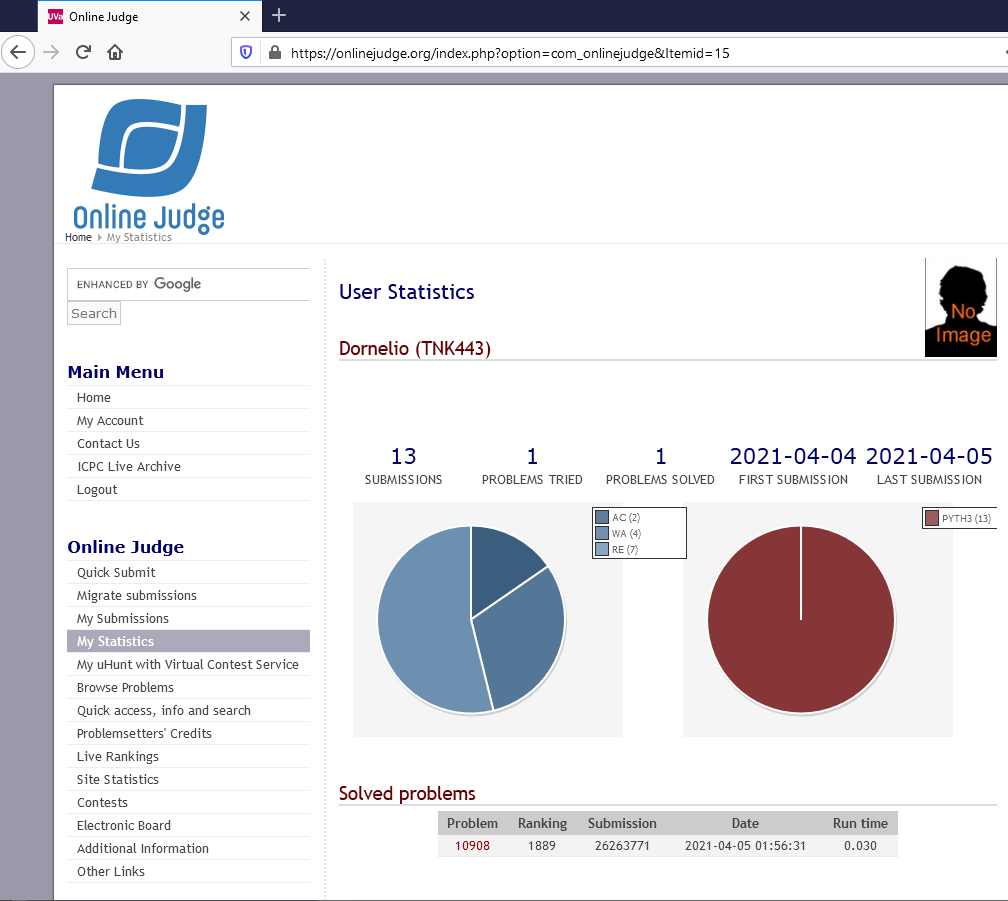 UVa Online Judge
https://onlinejudge.org/index.php?option=com_onlinejudge&Itemid=15
Online Judge
Home My Statistics
ENHANCED BY Google
Search
Main Menu
Home
My Account
Contact Us
ICPC Live Archive
Logout
Online Judge
Quick Submit
Migrate submissions
My Submissions
My Statistics
My uHunt with Virtual Contest Service
Browse Problems
Quick access, info and search
Problemsetters' Credits
Live Rankings
Site Statistics
Contests
Electronic Board
Additional Information
Other Links
User Statistics
No
Image
Dornelio (TNK443)
13 1 1 2021-04-04 2021-04-05
SUBMISSIONS PROBLEMS TRIED PROBLEMS SOLVED FIRST SUBMISSION LAST SUBMISSION
AC (2)
WA (4)
RE (7)
PYTH3 (13)
Solved problems
Problem Ranking Submission Date Run time
10908 1889 26263771 2021-04-05 01:56:31 0.030